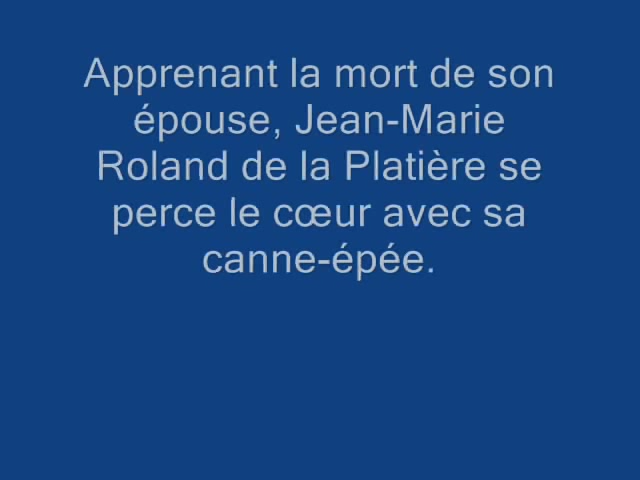 Apprenant la mort de son
épouse, Jean-Marie
Roland de la Platière se
perce le cœur avec sa
canne-épée.